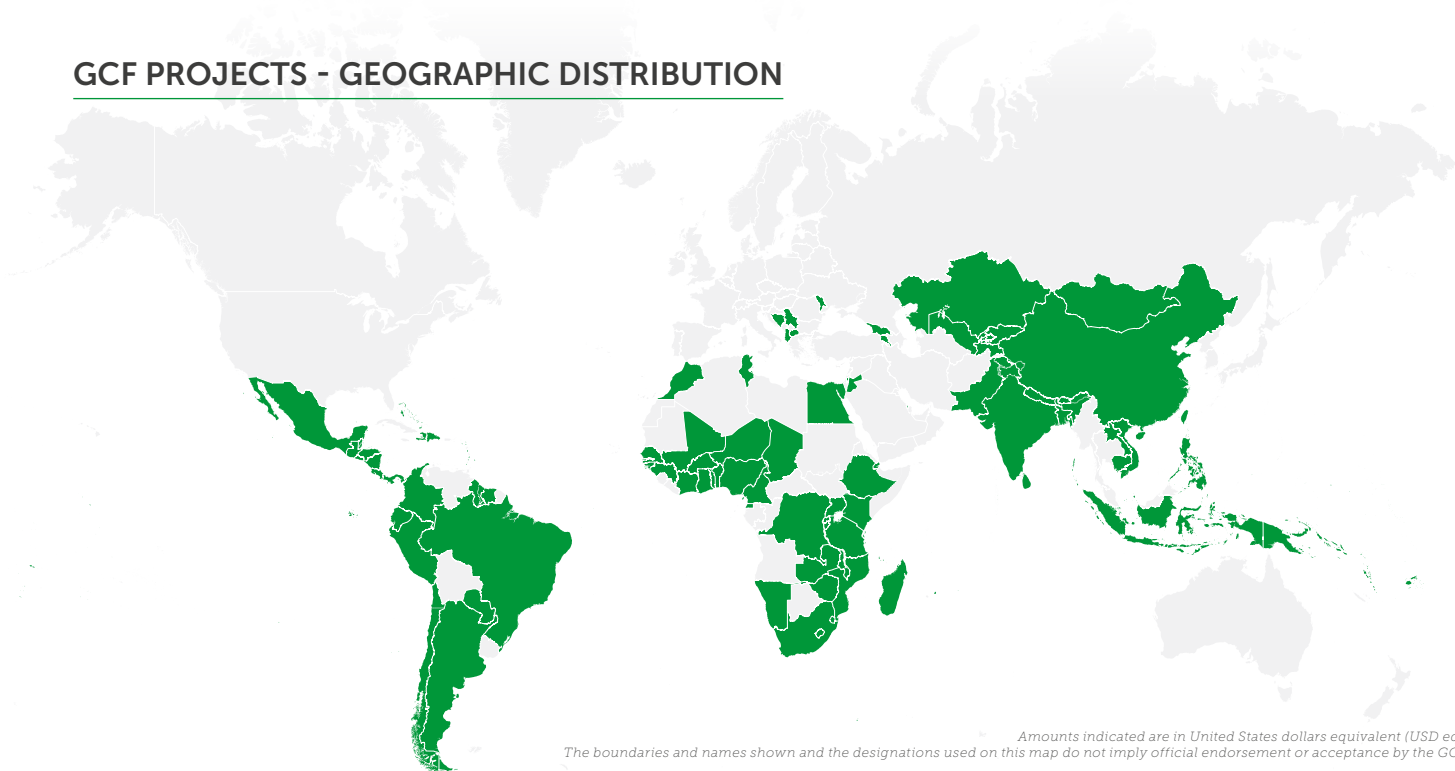 GCF PROJECTS - GEOGRAPHIC DISTRIBUTION
Amounts indicated are in United States dollars equivalent (USD
The boundaries and names shown and the designations used on this map do not imply official endorsement or acceptance by the